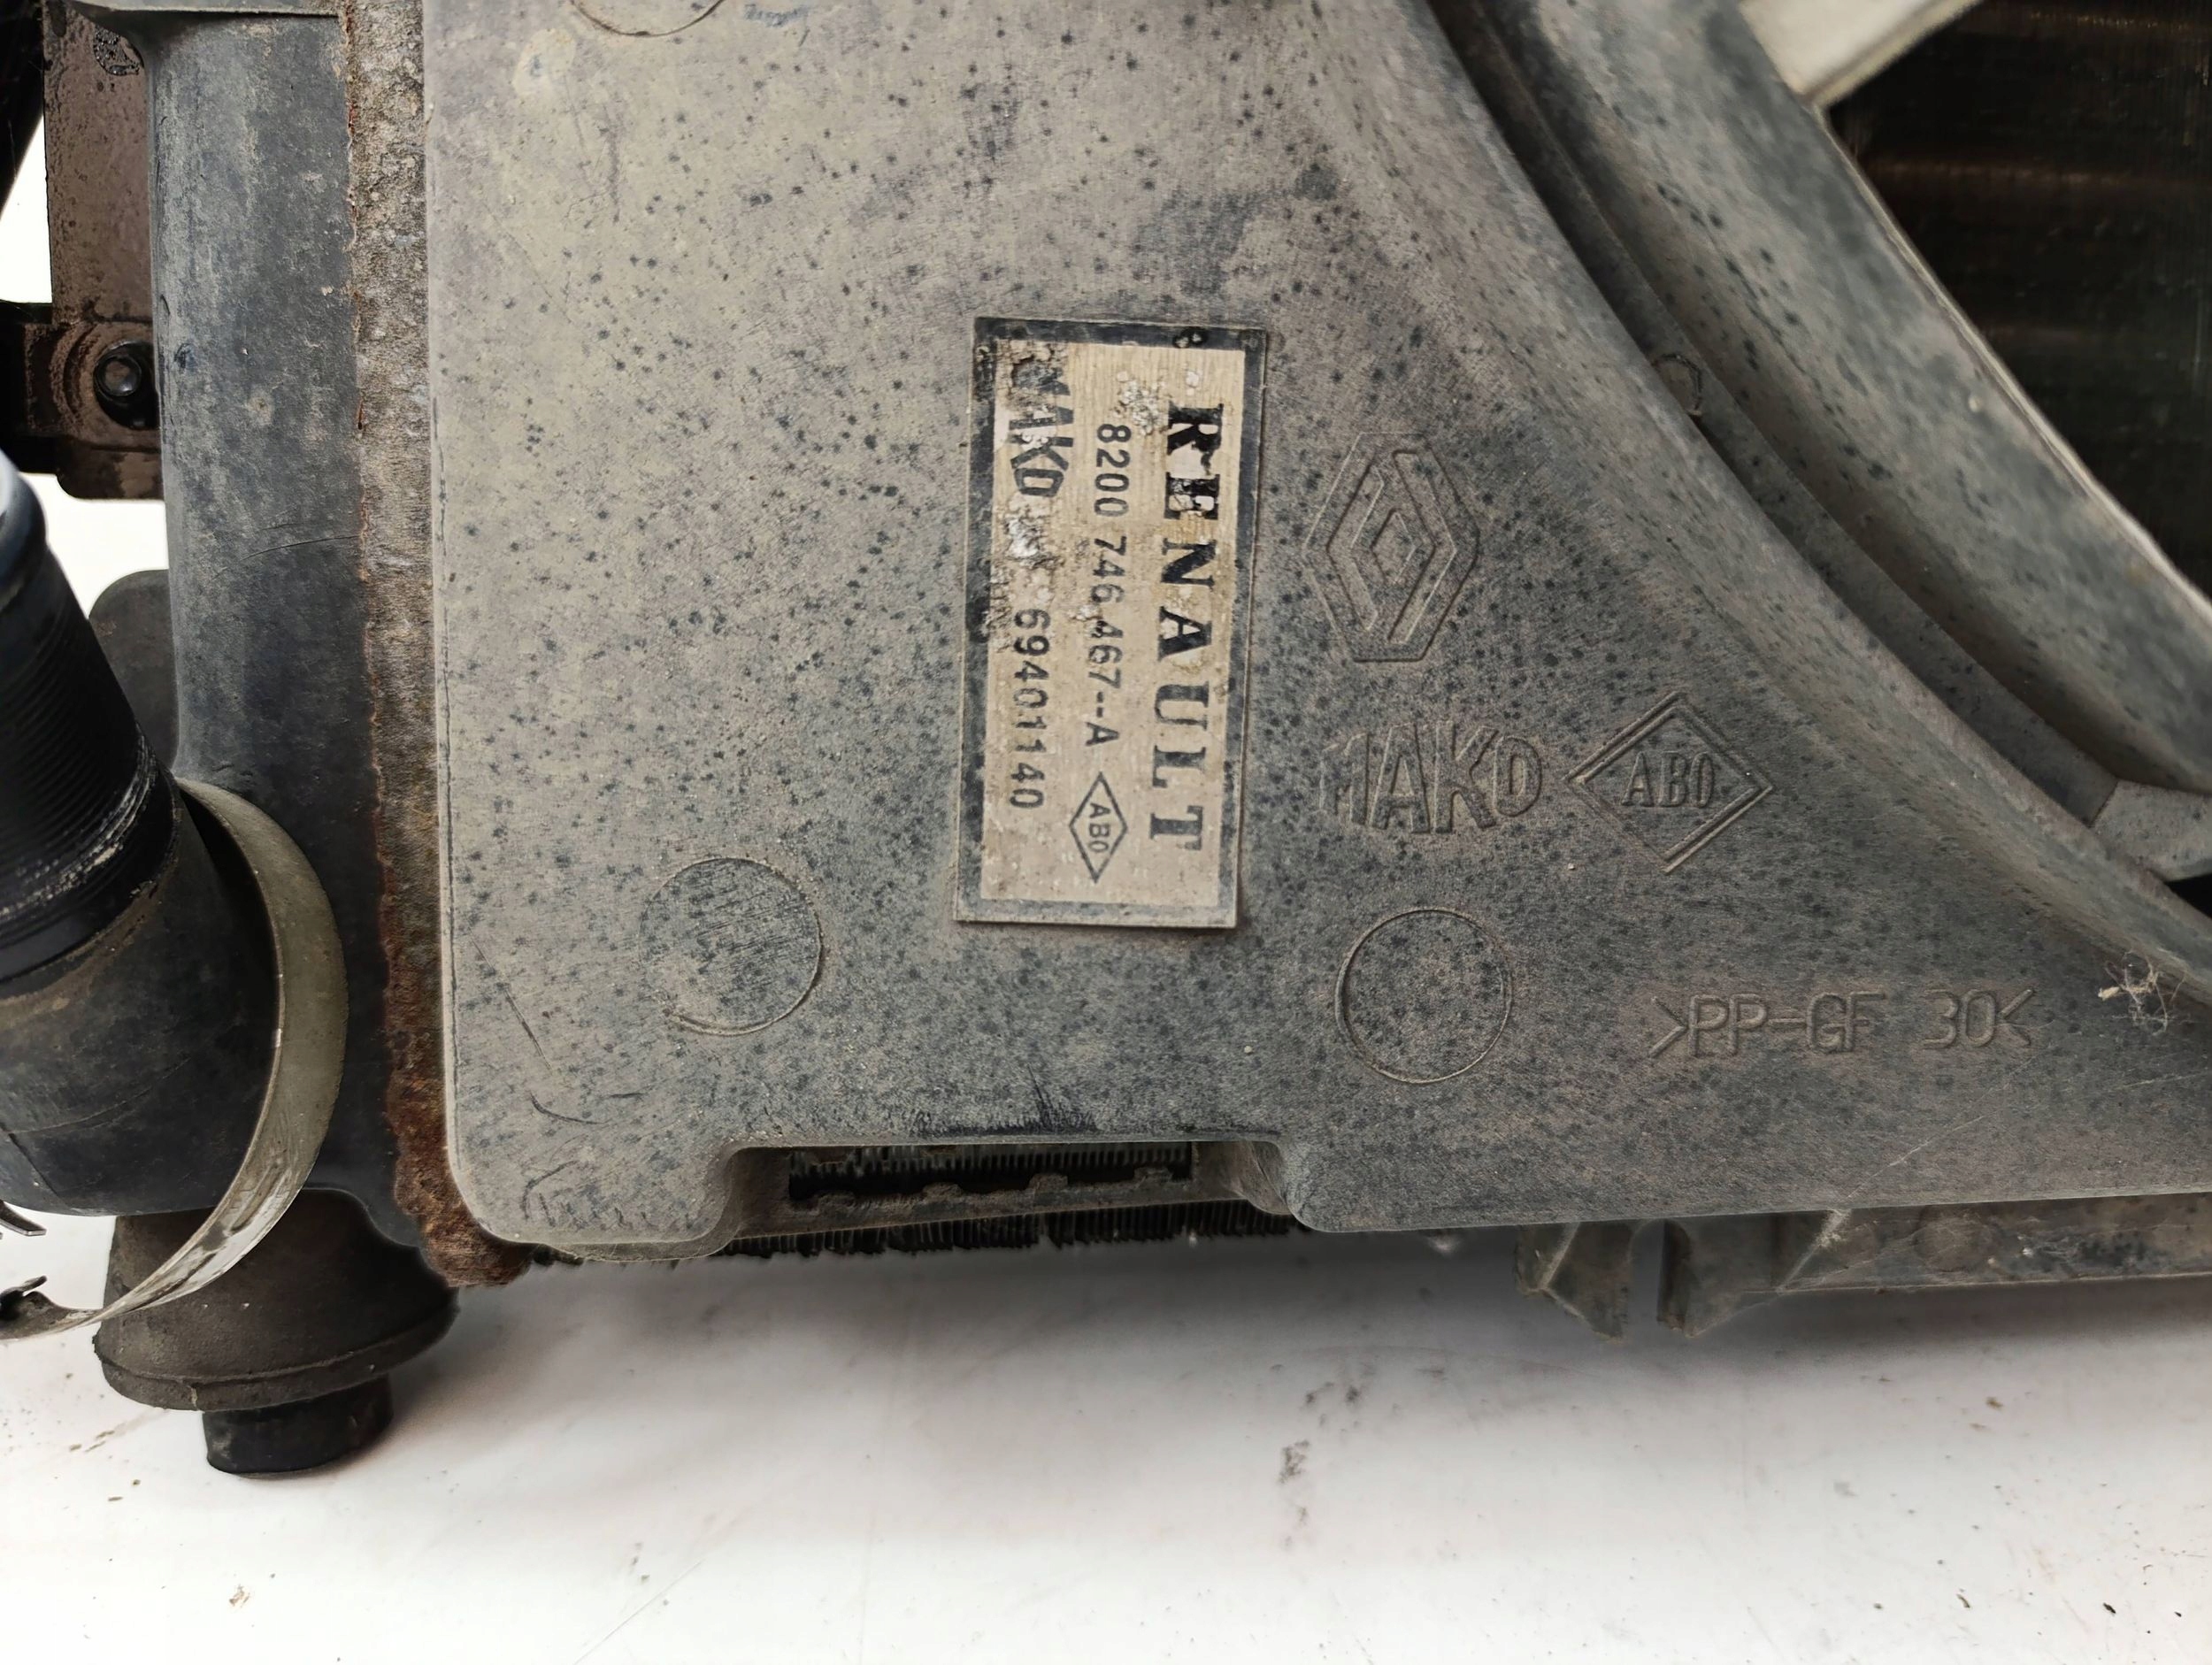 RENAULT
8200 746 467--A ABO
MAKO 69401140
MAKO ABO
>PP-GF 30<